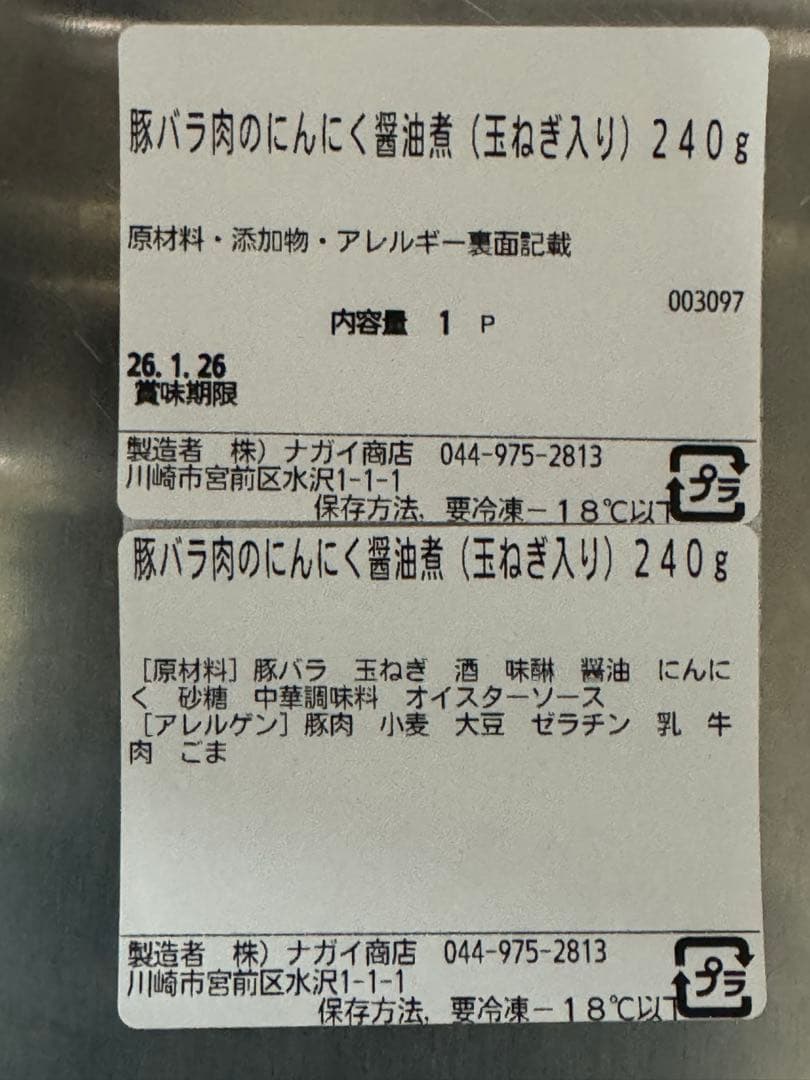 豚バラ肉のにんにく醤油煮（玉ねぎ入り）２４０ｇ
原材料・添加物・アレルギー裏面記載
003097
内容量 1 P
26.1.26
賞味期限
製造者 株）ナガイ商店 044-975-2813
川崎市宮前区水沢1-1-1
保存方法、要冷凍－１８℃以下
プラ
豚バラ肉のにんにく醤油煮（玉ねぎ入り）２４０ｇ
［原材料］豚バラ 玉ねぎ 酒 味醂 醤油 にんに
く 砂糖 中華調味料 オイスターソース
［アレルゲン］豚肉 小麦 大豆 ゼラチン 乳 牛
肉 ごま
製造者 株）ナガイ商店 044-975-2813
川崎市宮前区水沢1-1-1
保存方法、要冷凍－１８℃以下
プラ